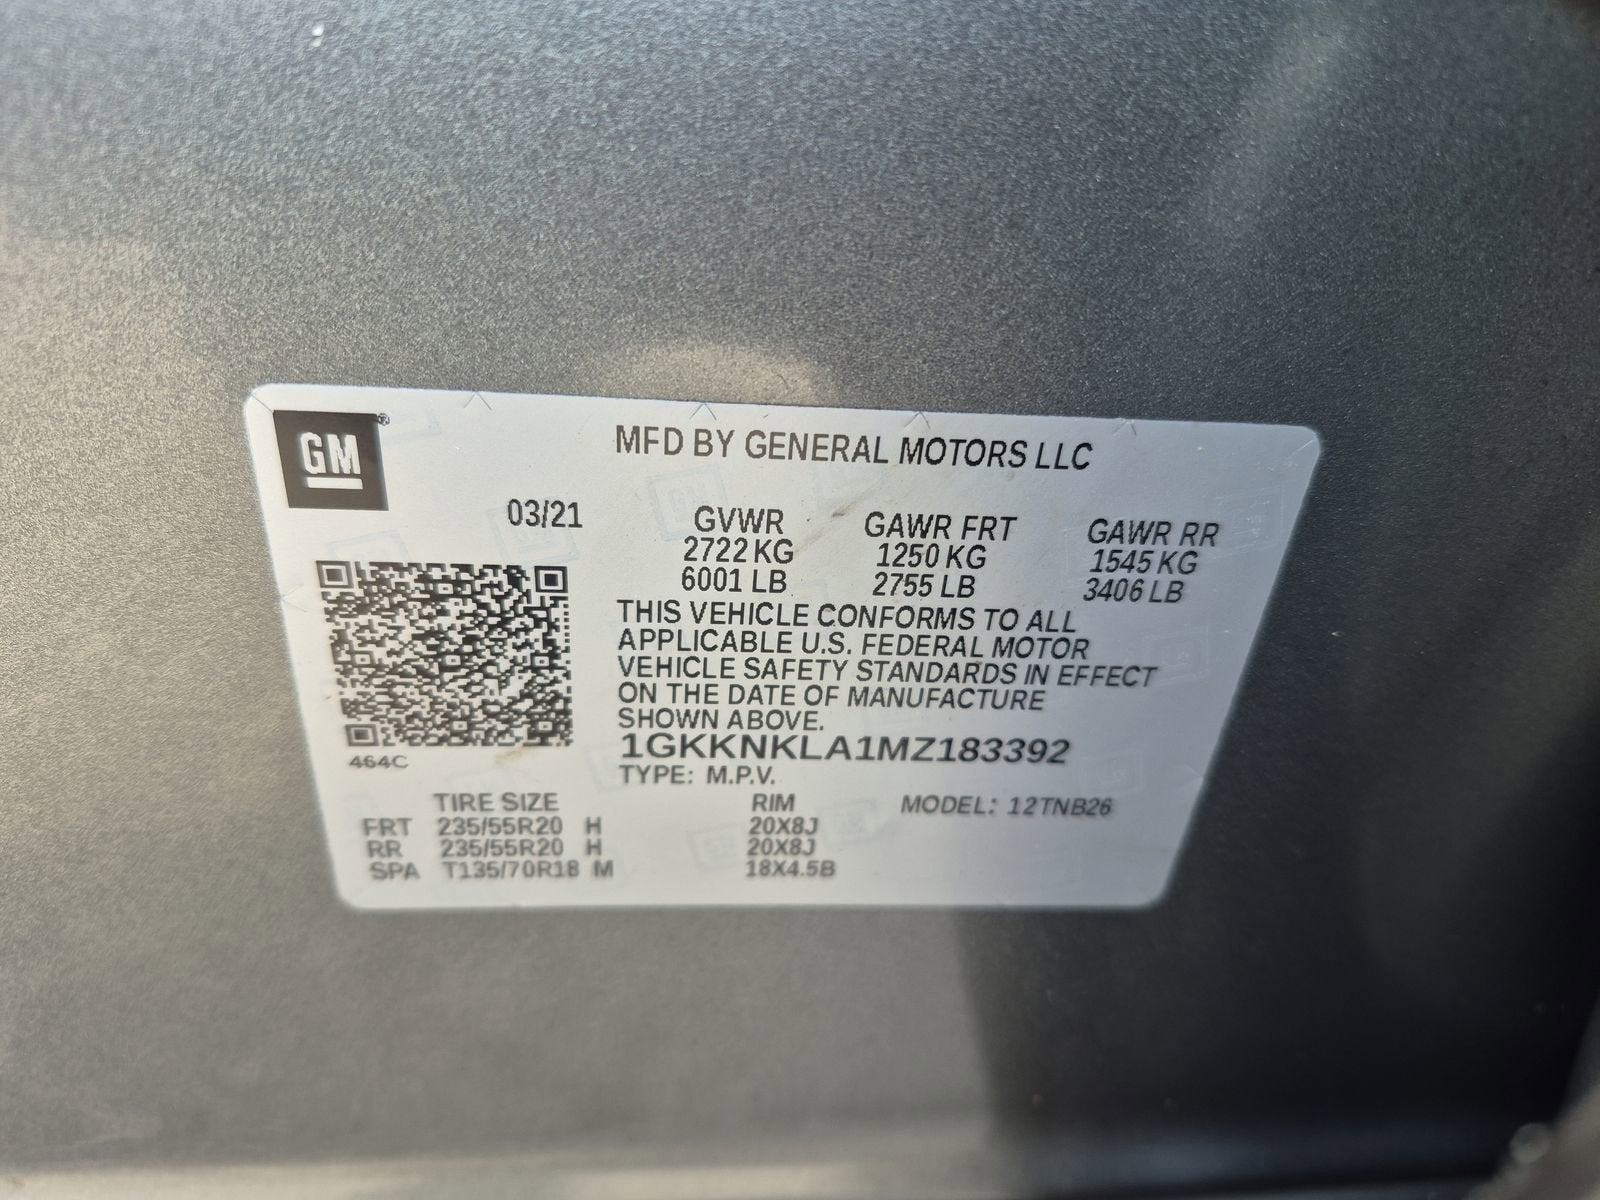 GM®
MFD BY GENERAL MOTORS LLC
03/21 GVWR GAWR FRT GAWR RR
2722 KG 1250 KG 1545 KG
6001 LB 2755 LB 3406 LB
THIS VEHICLE CONFORMS TO ALL
APPLICABLE U.S. FEDERAL MOTOR
VEHICLE SAFETY STANDARDS IN EFFECT
ON THE DATE OF MANUFACTURE
SHOWN ABOVE.
1GKKNKLA1MZ183392
464C
TYPE: M.P.V.
TIRE SIZE RIM MODEL: 12TNB26
FRT 235/55R20 H 20X8J
RR 235/55R20 H 20X8J
SPA T135/70R18 M 18X4.5B